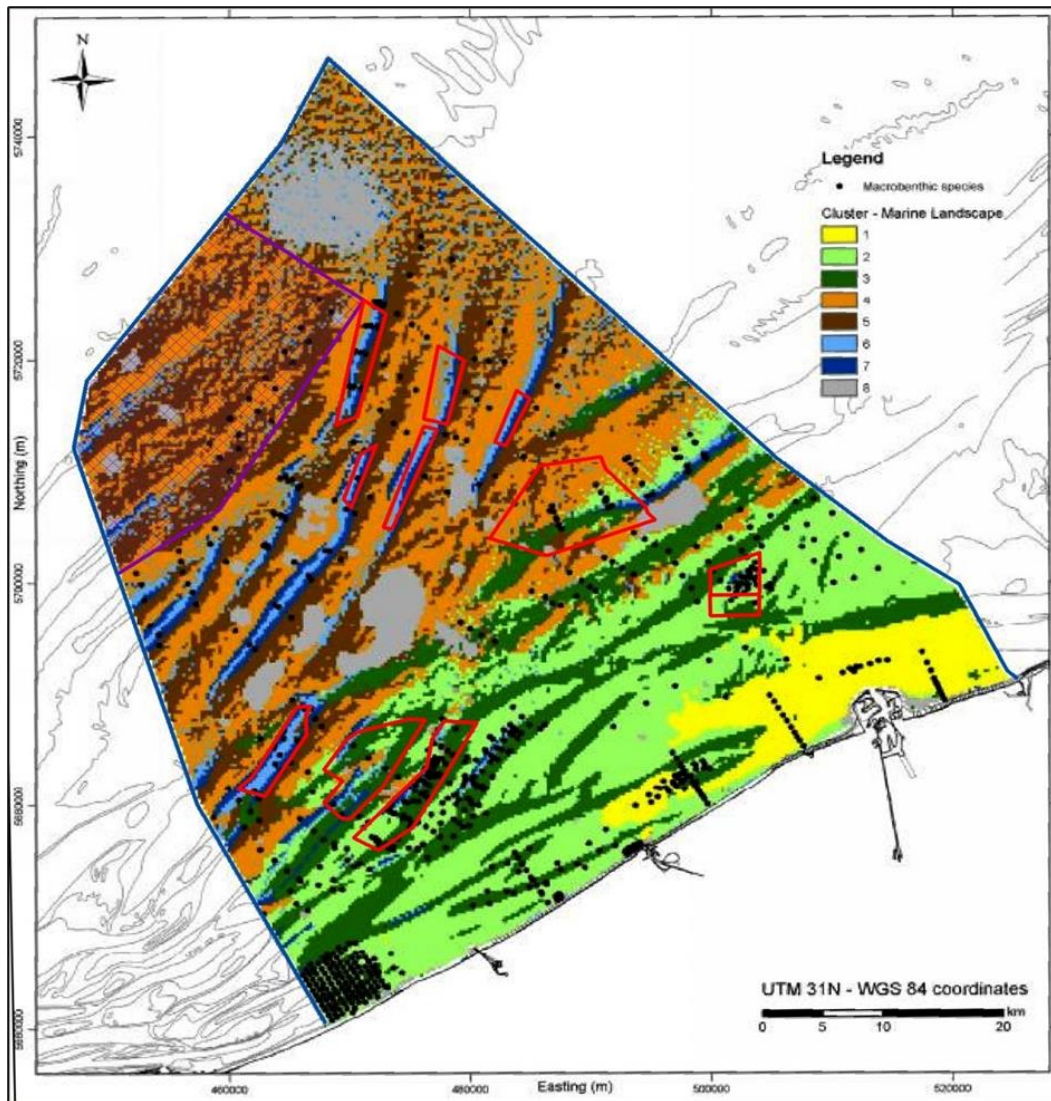 N
Legend
Macrobenthic species
Cluster - Marine Landscape
1
2
3
4
5
6
7
8
5740000
5720000
Northing (m)
5700000
5680000
5660000
UTM 31N - WGS 84 coordinates
km
0 5 10 20
460000 480000 Easting (m) 500000 520000